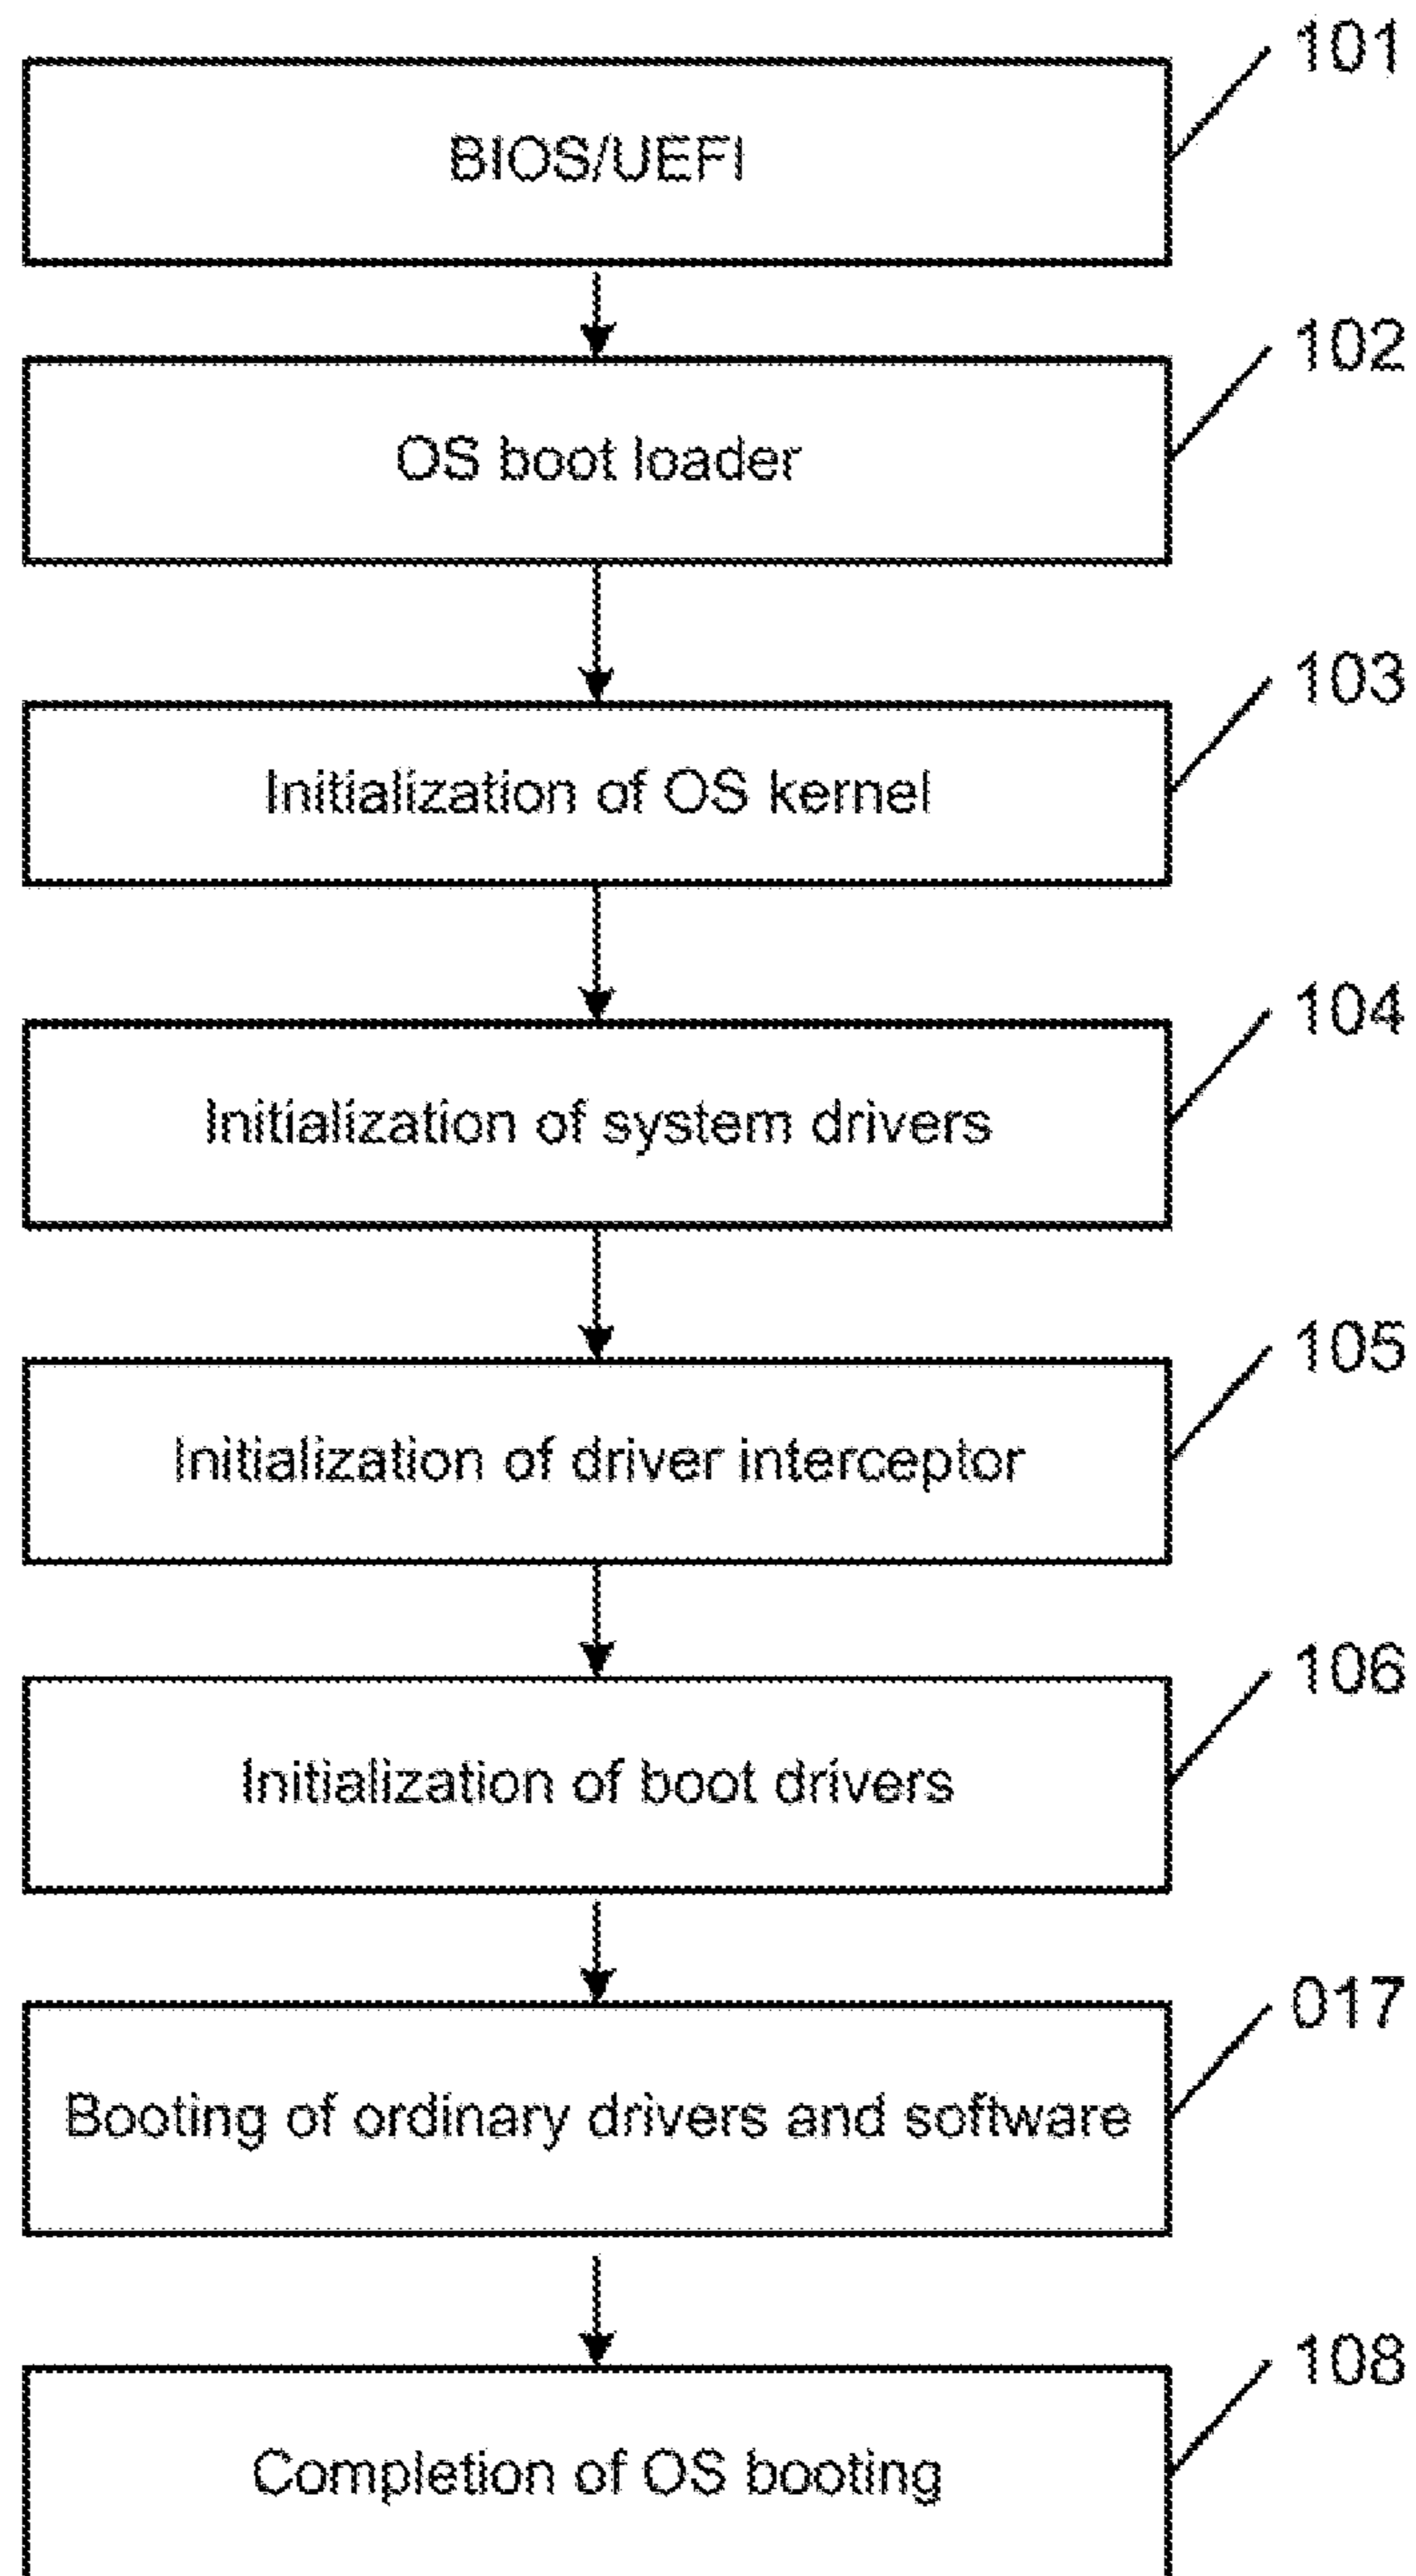 101
BIOS/UEFI
102
OS boot loader
103
Initialization of OS kernel
104
Initialization of system drivers
105
Initialization of driver interceptor
106
Initialization of boot drivers
017
Booting of ordinary drivers and software
108
Completion of OS booting